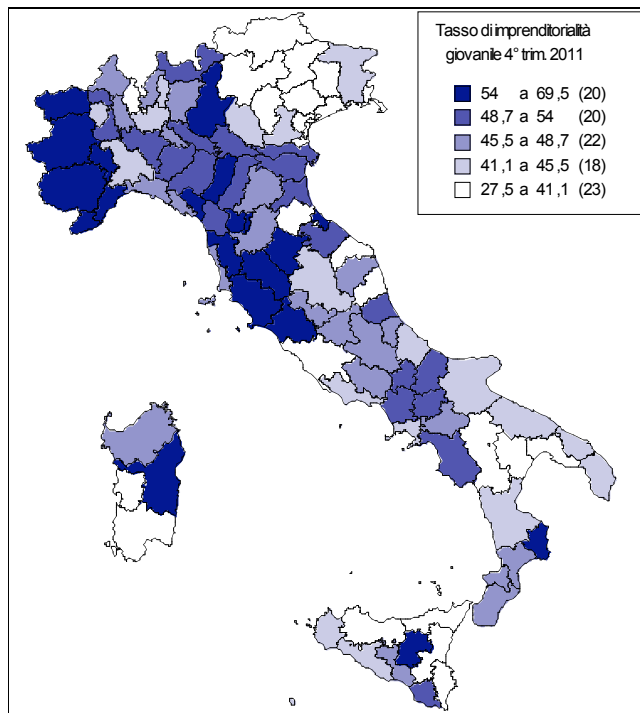 Tasso di imprenditorialità
giovanile 4° trim. 2011
54 a 69,5 (20)
48,7 a 54 (20)
45,5 a 48,7 (22)
41,1 a 45,5 (18)
27,5 a 41,1 (23)